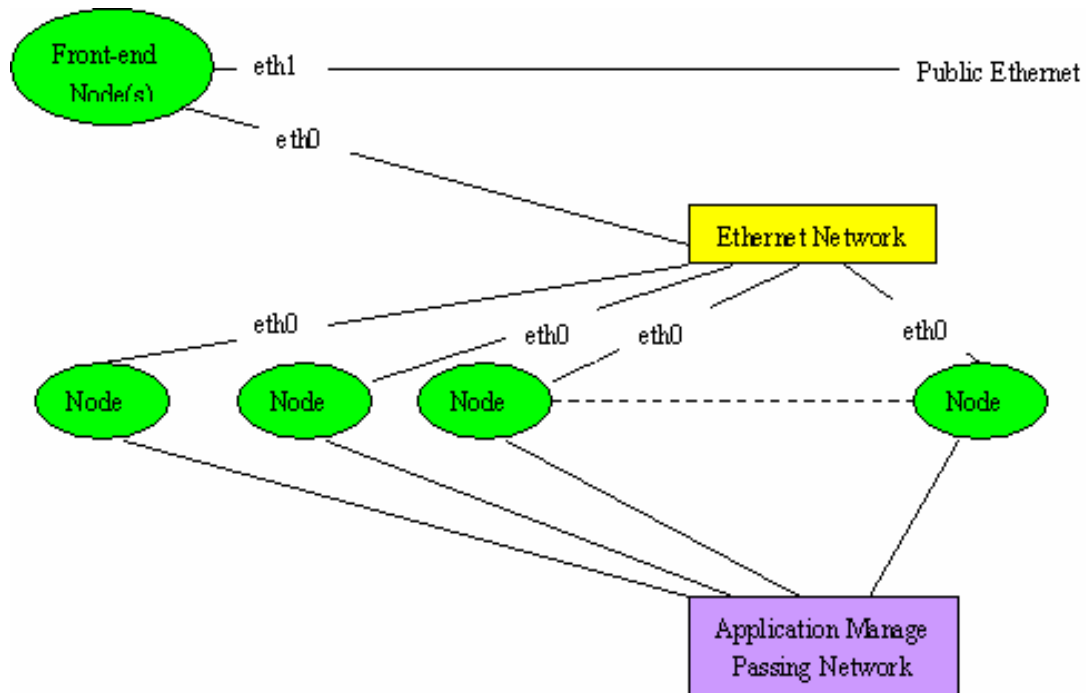 Front-end
Node(s)
eth1
Public Ethernet
eth0
Ethernet Network
eth0
eth0
eth0
eth0
Node
Node
Node
Node
Application Manage
Passing Network